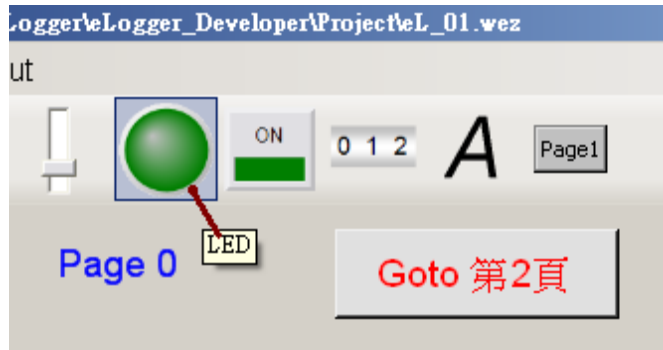 Logger\eLogger_Developer\Project\eL_01.wez
ut
ON
0 1 2
A
Page1
LED
Page 0
Goto 第2頁